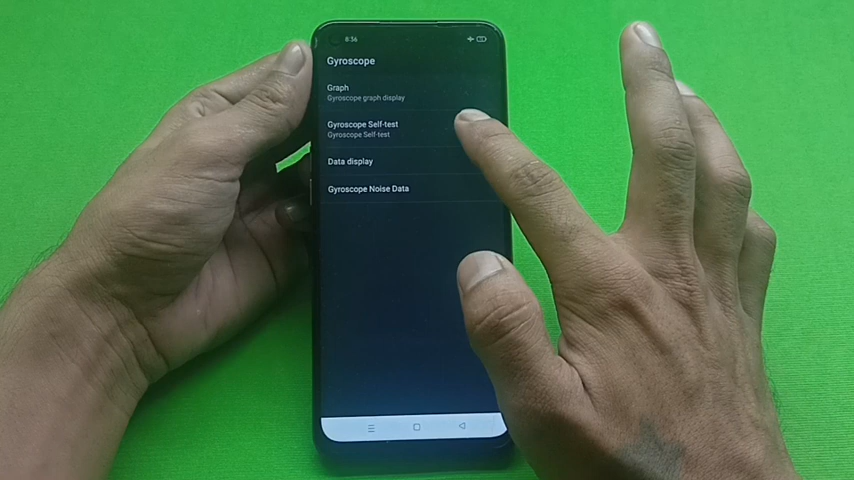 8:36
Gyroscope
Graph
Gyroscope graph display
Gyroscope Self-test
Gyroscope Self-test
Data display
Gyroscope Noise Data